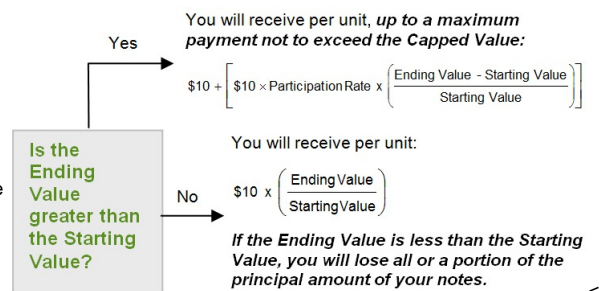 You will receive per unit, up to a maximum
Yes
payment not to exceed the Capped Value:
$10 + [ $10 × Participation Rate x ( Ending Value - Starting Value / Starting Value ) ]
Is the
Ending
Value
greater than
the Starting
Value?
You will receive per unit:
No
$10 x ( Ending Value / Starting Value )
If the Ending Value is less than the Starting
Value, you will lose all or a portion of the
principal amount of your notes.